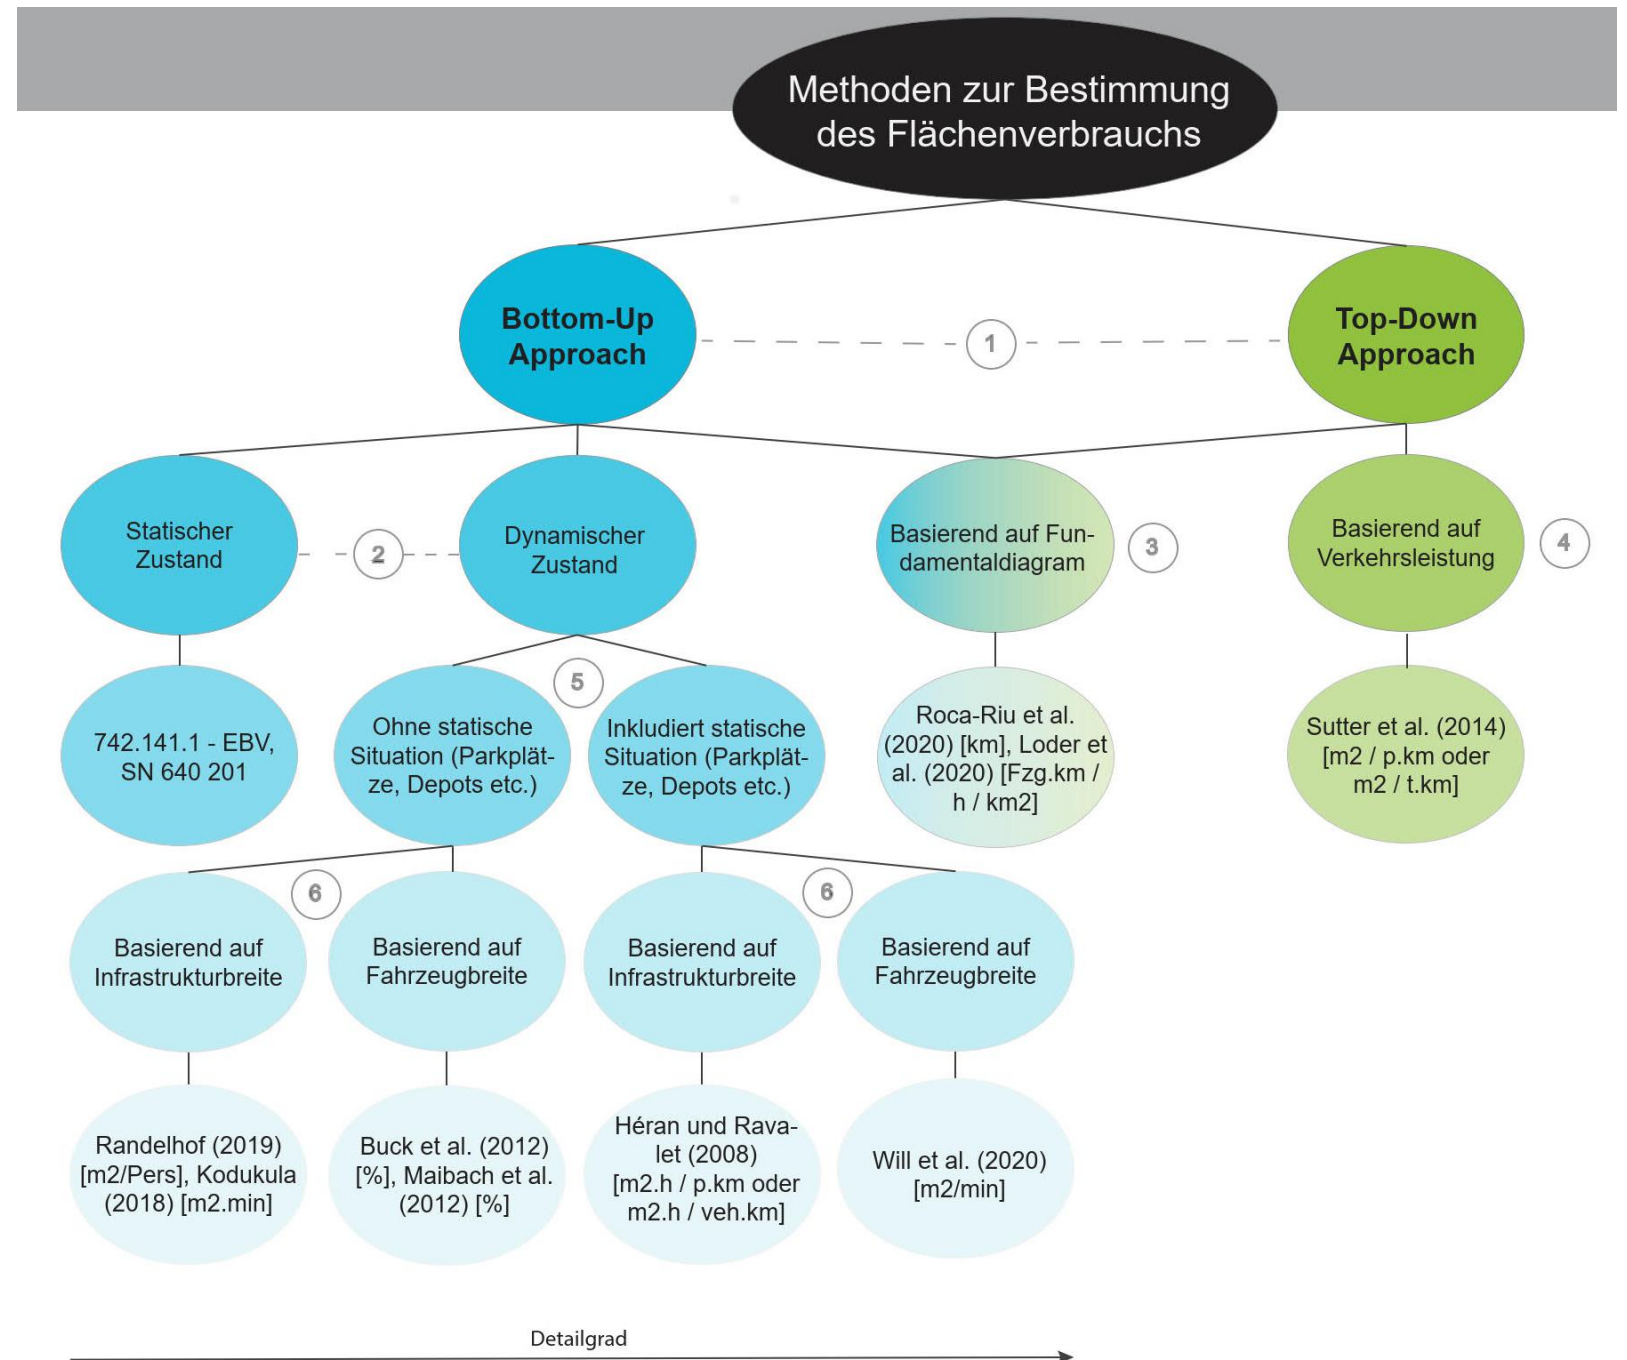 Methoden zur Bestimmung
des Flächenverbrauchs
Bottom-Up
Approach
1
Top-Down
Approach
Statischer
Zustand
2
Dynamischer
Zustand
Basierend auf Fun-
damentaldiagram
3
Basierend auf
Verkehrsleistung
4
742.141.1 - EBV,
SN 640 201
Ohne statische
Situation (Parkplät-
ze, Depots etc.)
5
Inkludiert statische
Situation (Parkplät-
ze, Depots etc.)
Roca-Riu et al.
(2020) [km], Loder et
al. (2020) [Fzg.km /
h / km2]
Sutter et al. (2014)
[m2 / p.km oder
m2 / t.km]
Basierend auf
Infrastrukturbreite
6
Basierend auf
Fahrzeugbreite
Basierend auf
Infrastrukturbreite
6
Basierend auf
Fahrzeugbreite
Randelhof (2019)
[m2/Pers], Kodukula
(2018) [m2.min]
Buck et al. (2012)
[%], Maibach et al.
(2012) [%]
Héran und Rava-
let (2008)
[m2.h / p.km oder
m2.h / veh.km]
Will et al. (2020)
[m2/min]
Detailgrad